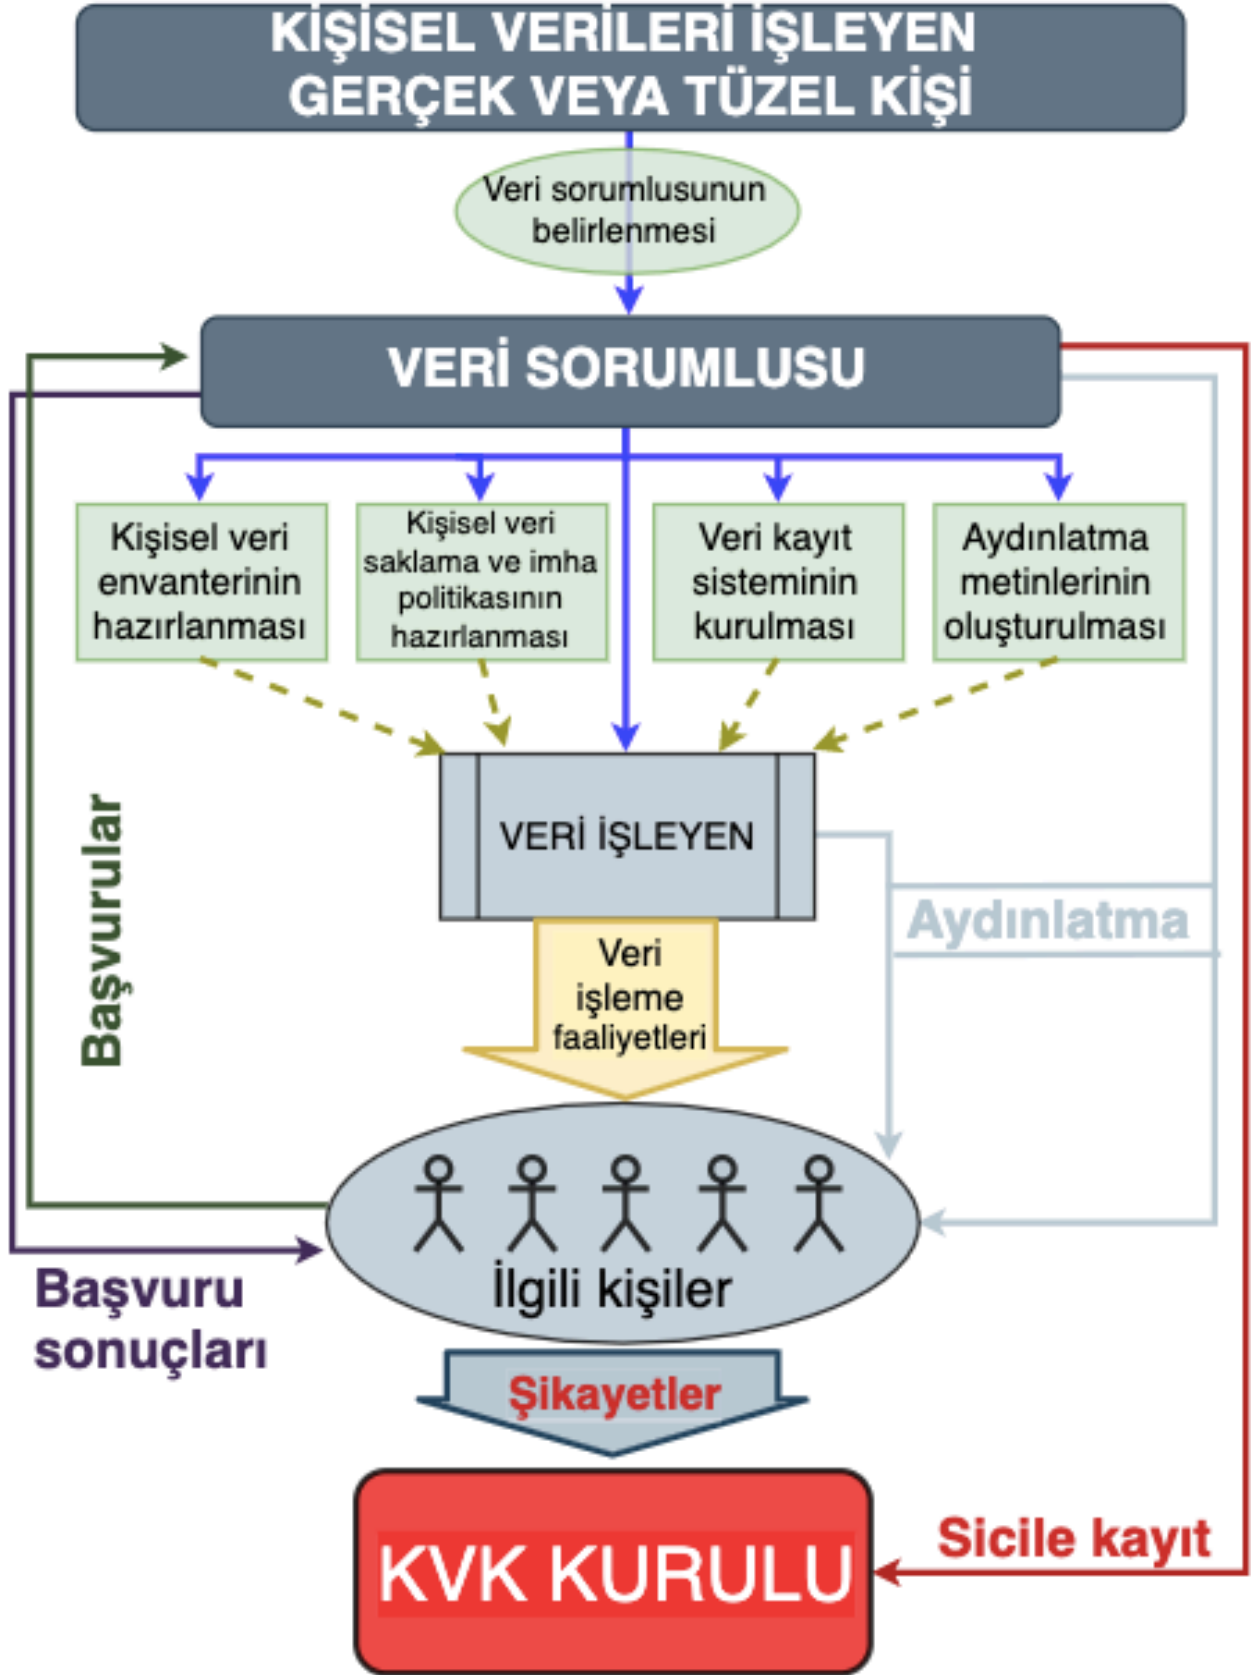 KİŞİSEL VERİLERİ İŞLEYEN
GERÇEK VEYA TÜZEL KİŞİ
Veri sorumlusunun
belirlenmesi
VERİ SORUMLUSU
Kişisel veri
envanterinin
hazırlanması
Kişisel veri
saklama ve imha
politikasının
hazırlanması
Veri kayıt
sisteminin
kurulması
Aydınlatma
metinlerinin
oluşturulması
Başvurular
VERİ İŞLEYEN
Aydınlatma
Veri
işleme
faaliyetleri
İlgili kişiler
Başvuru
sonuçları
Şikayetler
Sicile kayıt
KVK KURULU